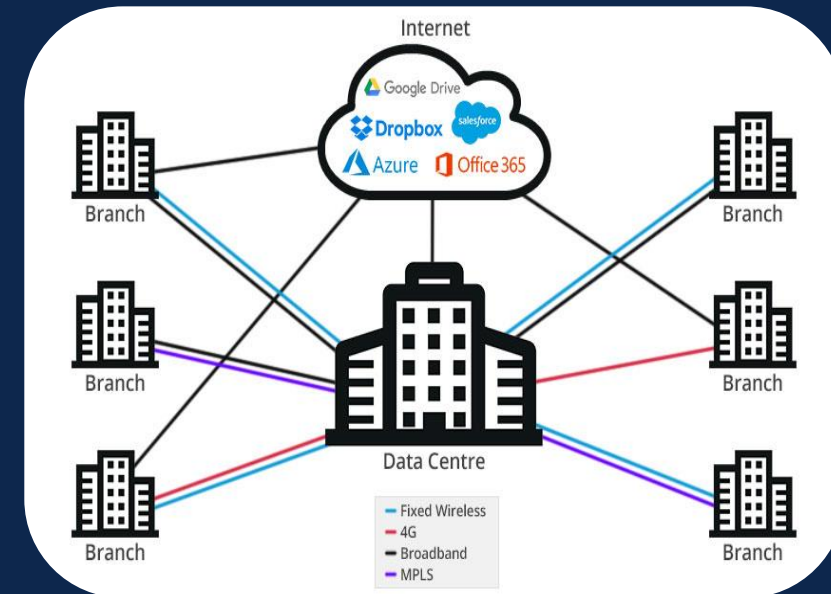 Internet
Google Drive
Dropbox
salesforce
Azure
Office 365
Branch
Branch
Branch
Branch
Data Centre
Branch
Branch
Fixed Wireless
4G
Broadband
MPLS